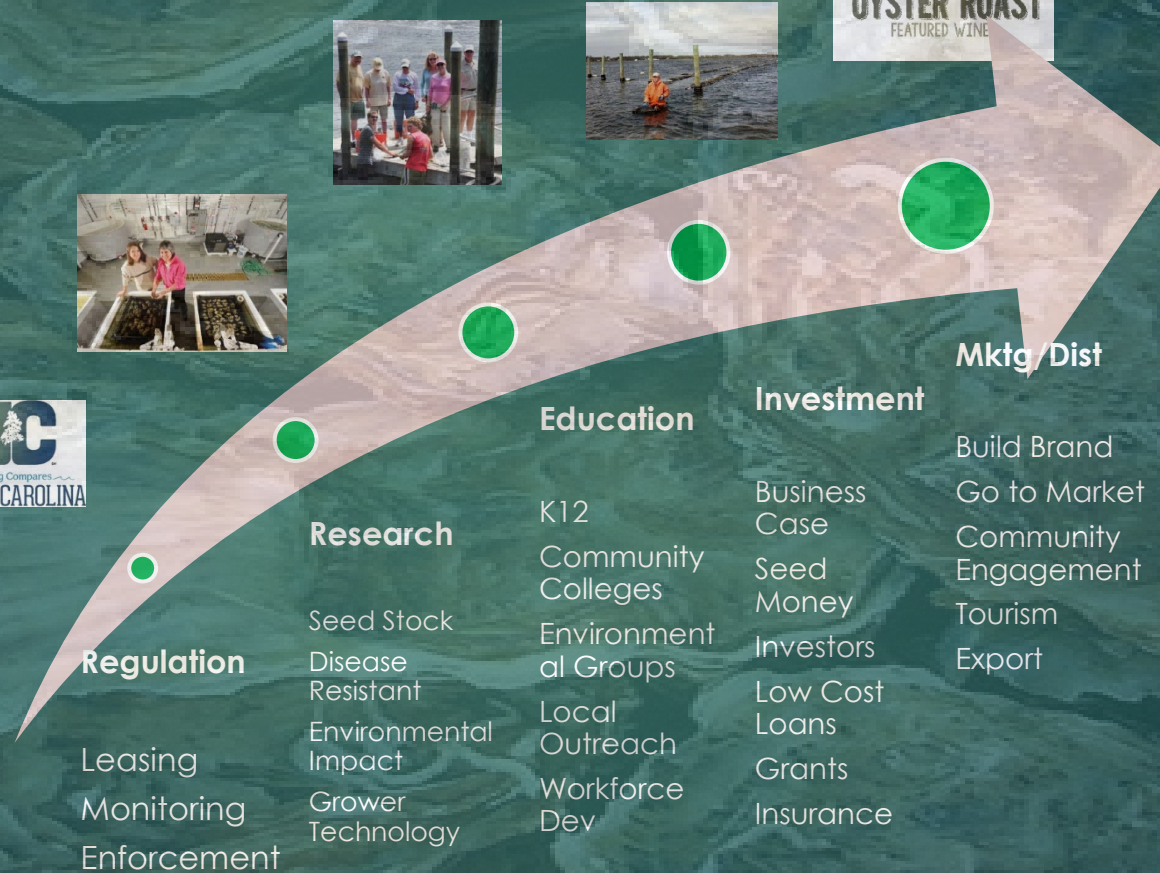 OYSTER ROAST
FEATURED WINE
C
g Compares
CAROLINA
Regulation
Leasing
Monitoring
Enforcement
Research
Seed Stock
Disease
Resistant
Environmental
Impact
Grower
Technology
Education
K12
Community
Colleges
Environment
al Groups
Local
Outreach
Workforce
Dev
Investment
Business
Case
Seed
Money
Investors
Low Cost
Loans
Grants
Insurance
Mktg/Dist
Build Brand
Go to Market
Community
Engagement
Tourism
Export